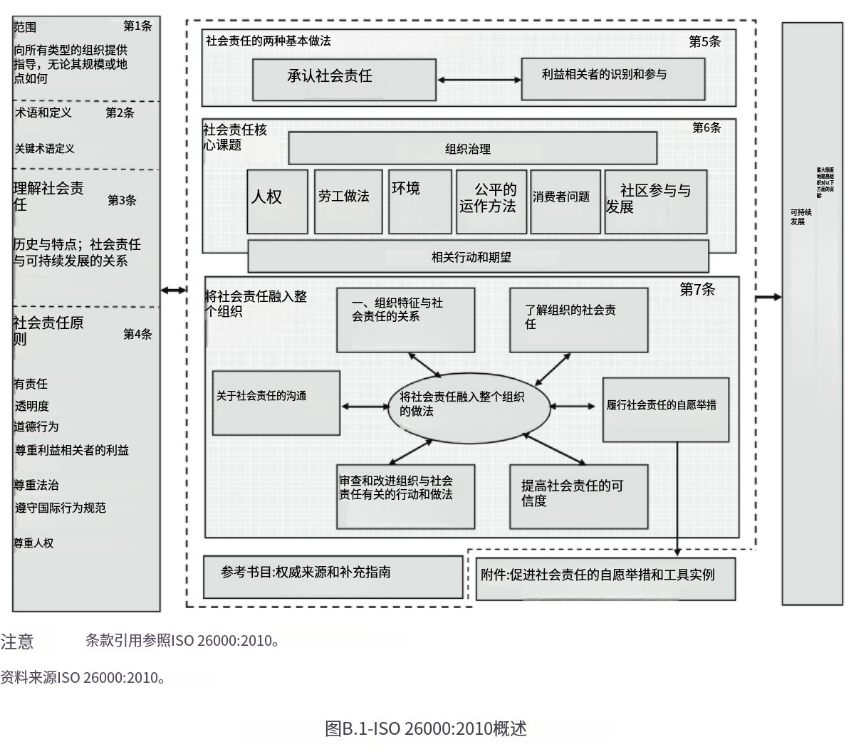 范围 第1条
向所有类型的组织提供
指导，无论其规模或地
点如何
术语和定义 第2条
关键术语定义
理解社会责
任 第3条
历史与特点；社会责任
与可持续发展的关系
社会责任原
则 第4条
有责任
透明度
道德行为
尊重利益相关者的利益
尊重法治
遵守国际行为规范
尊重人权
社会责任的两种基本做法 第5条
承认社会责任
利益相关者的识别和参与
社会责任核
心课题
第6条
组织治理
人权
劳工做法
环境
公平的
运作方法
消费者问题
社区参与与
发展
相关行动和期望
将社会责任融入整
个组织
第7条
一、组织特征与社
会责任的关系
了解组织的社会责
任
关于社会责任的沟通
将社会责任融入整个组织
的做法
履行社会责任的自愿举措
审查和改进组织与社会
责任有关的行动和做法
提高社会责任的可
信度
参考书目:权威来源和补充指南
附件:促进社会责任的自愿举措和工具实例
可持续
发展
注意 条款引用参照ISO 26000:2010。
资料来源ISO 26000:2010。
图B.1-ISO 26000:2010概述